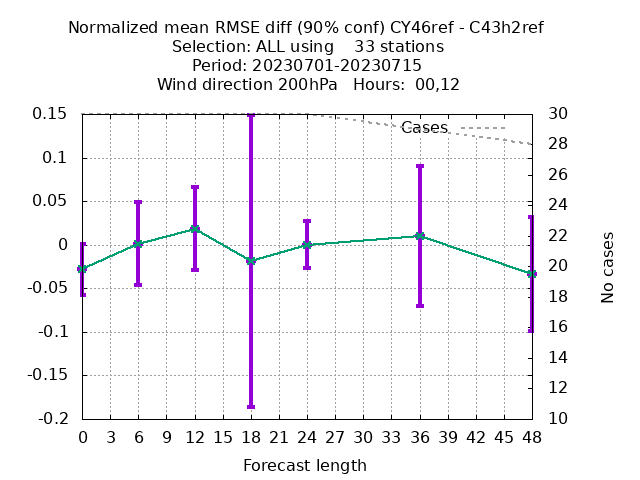 Normalized mean RMSE diff (90% conf) CY46ref - C43h2ref
Selection: ALL using    33 stations
Period: 20230701-20230715
Wind direction 200hPa   Hours:  00,12
Cases
0.15
0.1
0.05
0
-0.05
-0.1
-0.15
-0.2
30
28
26
24
22
20
18
16
14
12
10
No cases
0 3 6 9 12 15 18 21 24 27 30 33 36 39 42 45 48
Forecast length